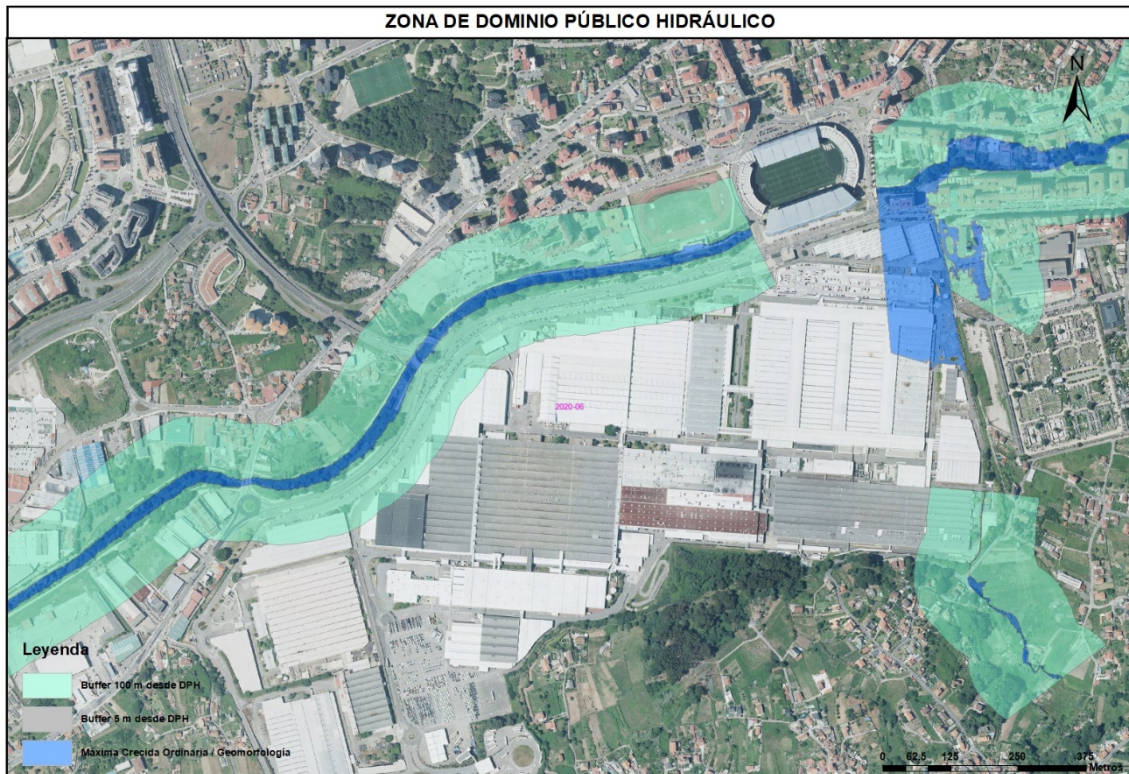 ZONA DE DOMINIO PÚBLICO HIDRÁULICO
N
2020-06
Leyenda
Buffer 100 m desde DPH
Buffer 5 m desde DPH
Máxima Crecida Ordinaria / Geomorfología
0 62,5 125 250 375
Metros